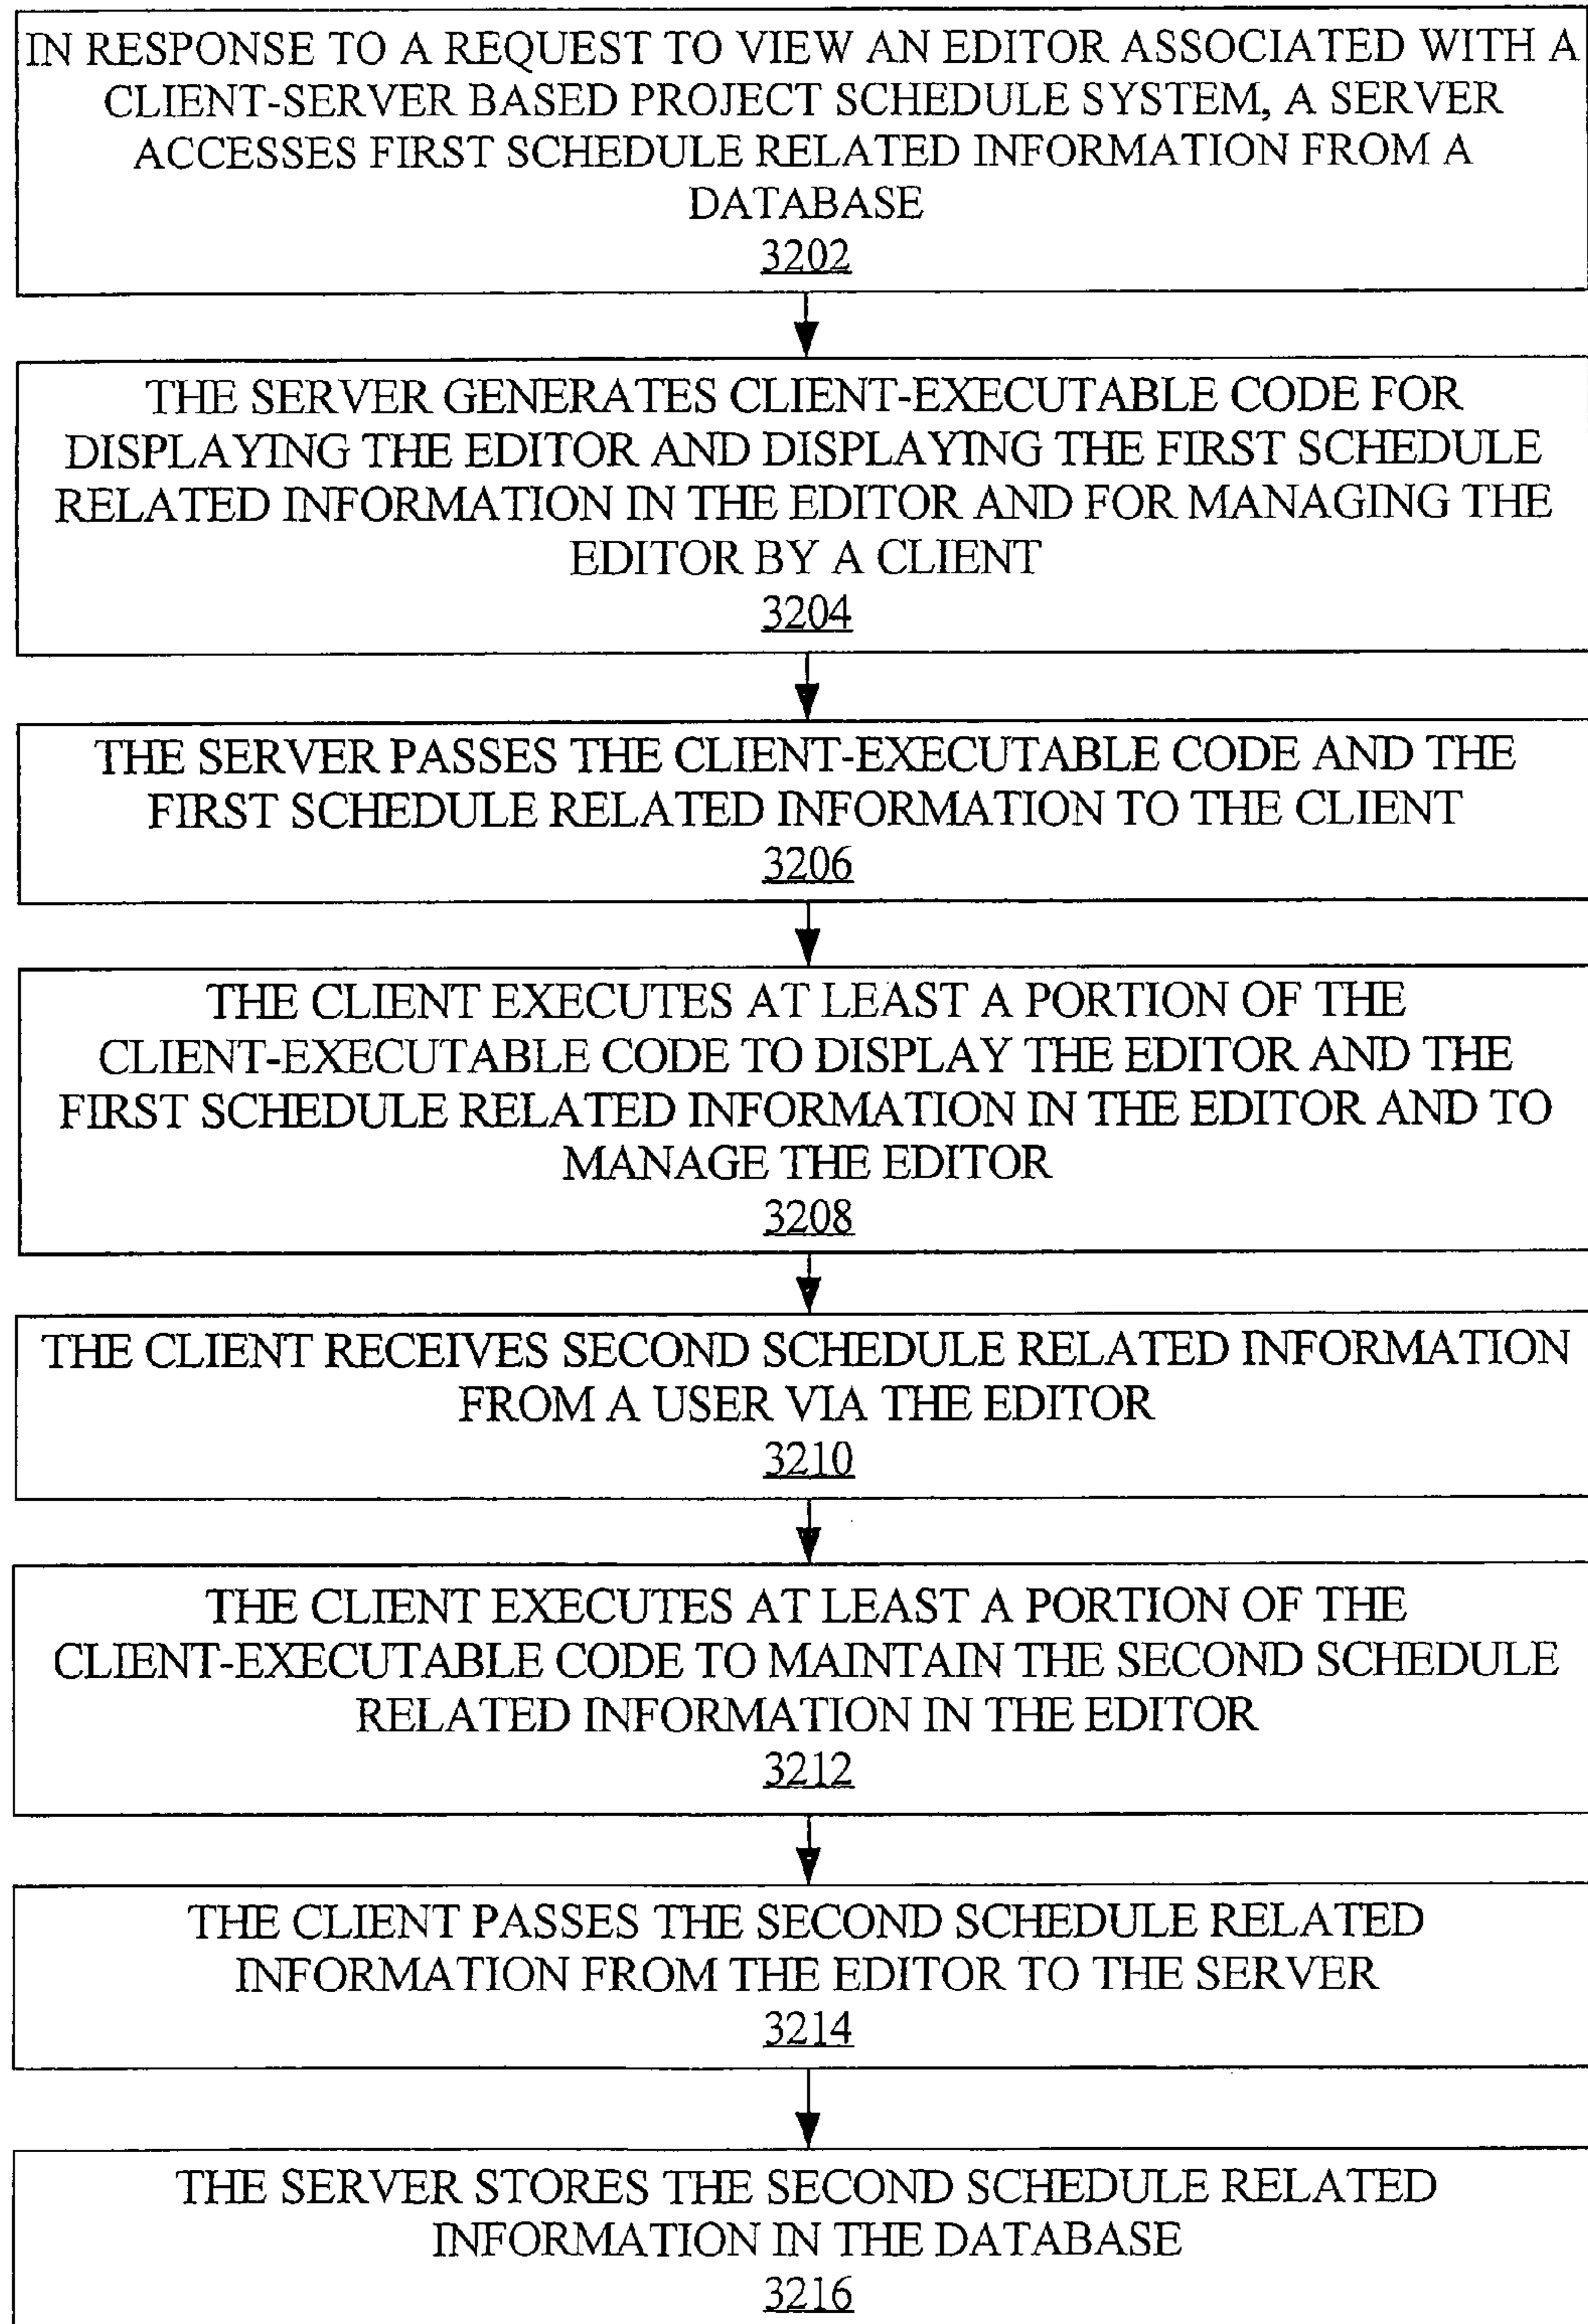 IN RESPONSE TO A REQUEST TO VIEW AN EDITOR ASSOCIATED WITH A
CLIENT-SERVER BASED PROJECT SCHEDULE SYSTEM, A SERVER
ACCESSES FIRST SCHEDULE RELATED INFORMATION FROM A
DATABASE
3202
THE SERVER GENERATES CLIENT-EXECUTABLE CODE FOR
DISPLAYING THE EDITOR AND DISPLAYING THE FIRST SCHEDULE
RELATED INFORMATION IN THE EDITOR AND FOR MANAGING THE
EDITOR BY A CLIENT
3204
THE SERVER PASSES THE CLIENT-EXECUTABLE CODE AND THE
FIRST SCHEDULE RELATED INFORMATION TO THE CLIENT
3206
THE CLIENT EXECUTES AT LEAST A PORTION OF THE
CLIENT-EXECUTABLE CODE TO DISPLAY THE EDITOR AND THE
FIRST SCHEDULE RELATED INFORMATION IN THE EDITOR AND TO
MANAGE THE EDITOR
3208
THE CLIENT RECEIVES SECOND SCHEDULE RELATED INFORMATION
FROM A USER VIA THE EDITOR
3210
THE CLIENT EXECUTES AT LEAST A PORTION OF THE
CLIENT-EXECUTABLE CODE TO MAINTAIN THE SECOND SCHEDULE
RELATED INFORMATION IN THE EDITOR
3212
THE CLIENT PASSES THE SECOND SCHEDULE RELATED
INFORMATION FROM THE EDITOR TO THE SERVER
3214
THE SERVER STORES THE SECOND SCHEDULE RELATED
INFORMATION IN THE DATABASE
3216